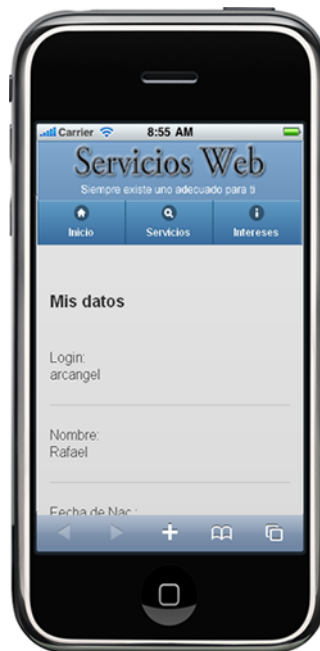 Carrier 8:55 AM
Servicios Web
Siempre existe uno adecuado para ti
Inicio Servicios Intereses
Mis datos
Login:
arcangel
Nombre:
Rafael
Fecha de Nac.: